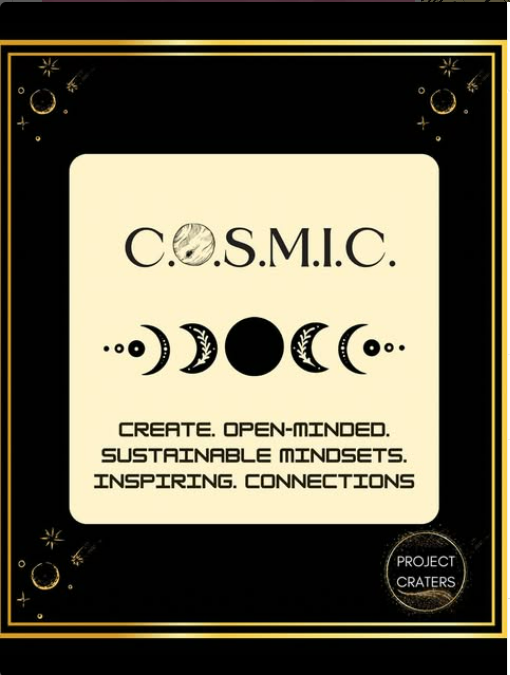 C.O.S.M.I.C.
CREATE. OPEN-MINDED.
SUSTAINABLE MINDSETS.
INSPIRING. CONNECTIONS
PROJECT
CRATERS